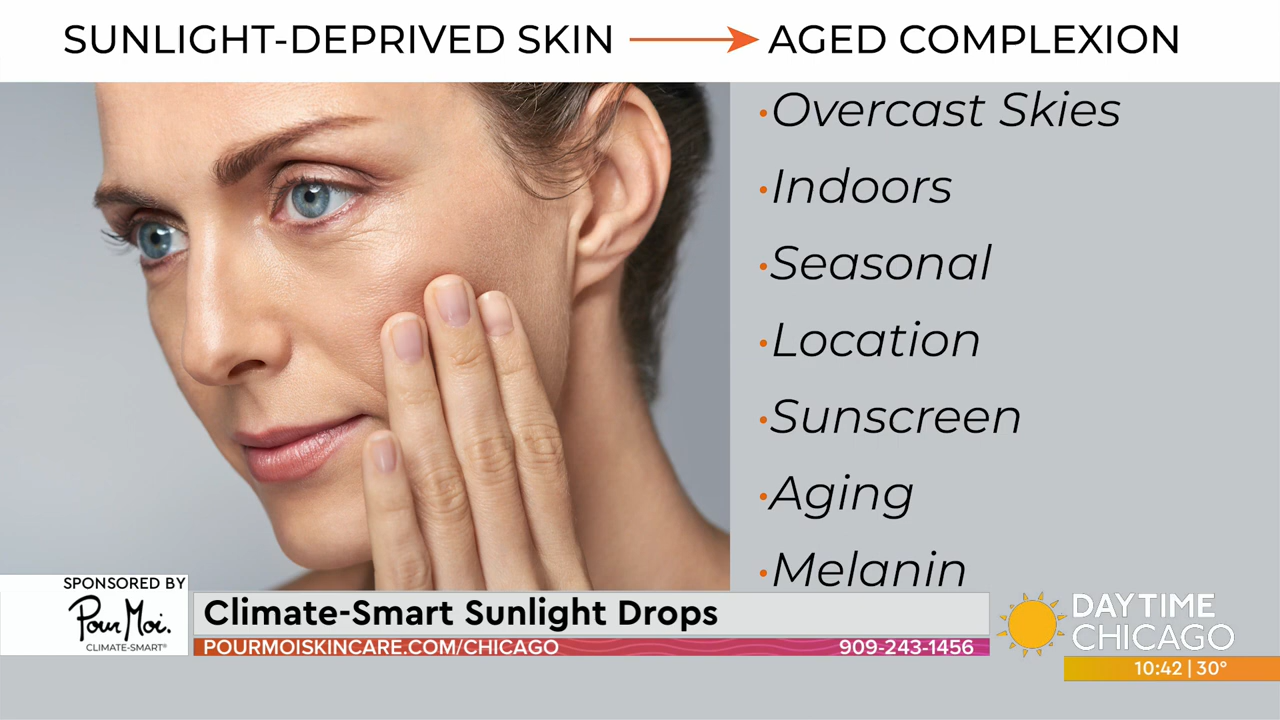 SUNLIGHT-DEPRIVED SKIN → AGED COMPLEXION
•Overcast Skies
•Indoors
•Seasonal
•Location
•Sunscreen
•Aging
•Melanin
SPONSORED BY
Pour Moi.
CLIMATE-SMART®
Climate-Smart Sunlight Drops
POURMOISKINCARE.COM/CHICAGO 909-243-1456
DAYTIME
CHICAGO
10:42 | 30°